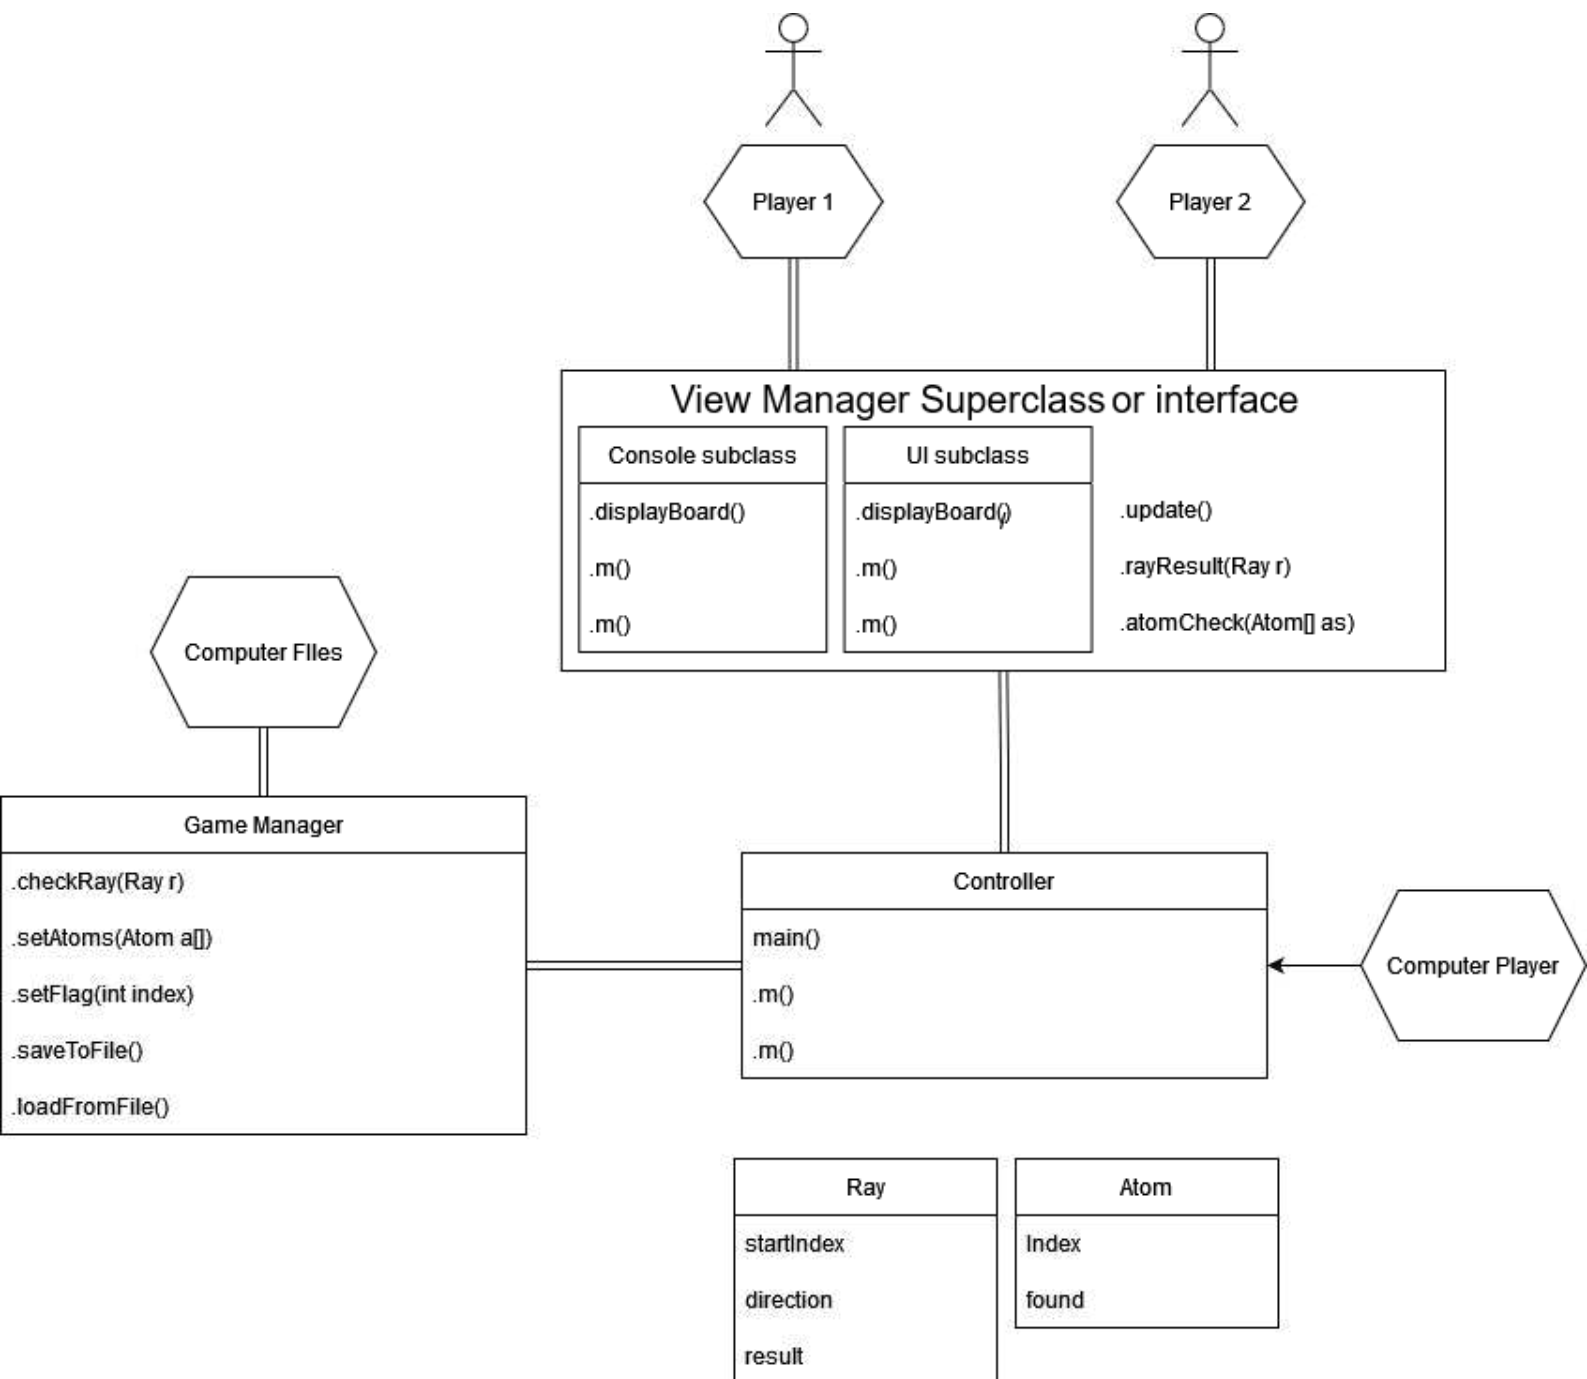 Player 1
Player 2
View Manager Superclass or interface
Console subclass
.displayBoard()
.m()
.m()
UI subclass
.displayBoard()
.m()
.m()
.update()
.rayResult(Ray r)
.atomCheck(Atom[] as)
Computer FIles
Game Manager
.checkRay(Ray r)
.setAtoms(Atom a[])
.setFlag(int index)
.saveToFile()
.loadFromFile()
Controller
main()
.m()
.m()
Computer Player
Ray
startIndex
direction
result
Atom
Index
found